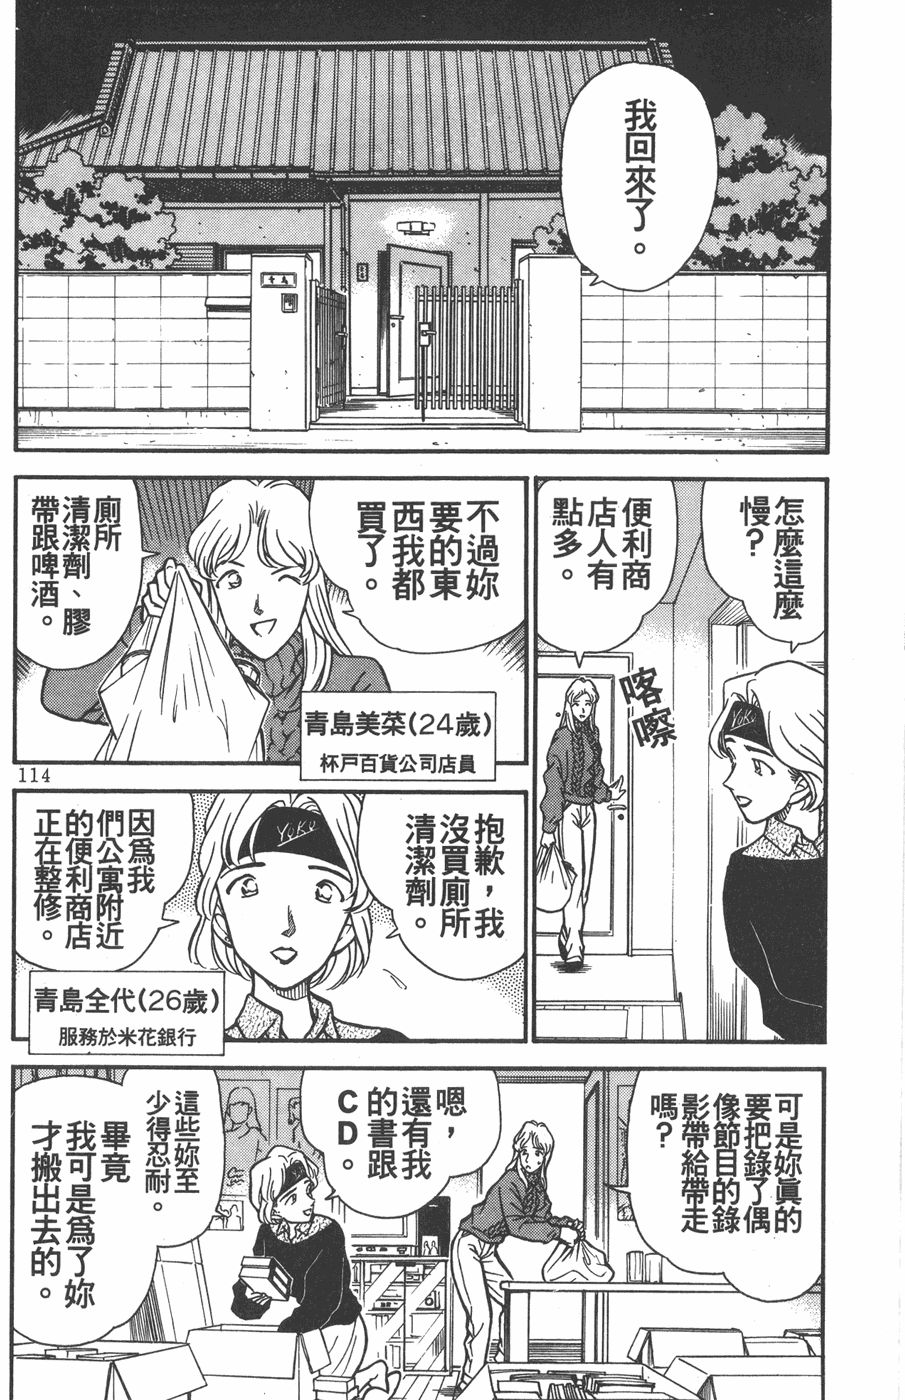 我回來了。
青島
怎麼這麼
慢?
便利商
店人有
點多。
喀嚓
YOKO
不過妳
要的東
西我都
買了。
廁所
清潔劑、膠
帶跟啤酒。
青島美菜(24歲)
杯戸百貨公司店員
114
抱歉，我
沒買廁所
清潔劑。
因為我
們公寓附近
的便利商店
正在整修。
YOKO
青島全代(26歲)
服務於米花銀行
可是妳真的
要把錄了偶
像節目的錄
影帶給帶走
嗎?
嗯，
還有我
的書跟
CD。
這些妳至
少得忍耐。
畢竟
我可是為了妳
才搬出去的。